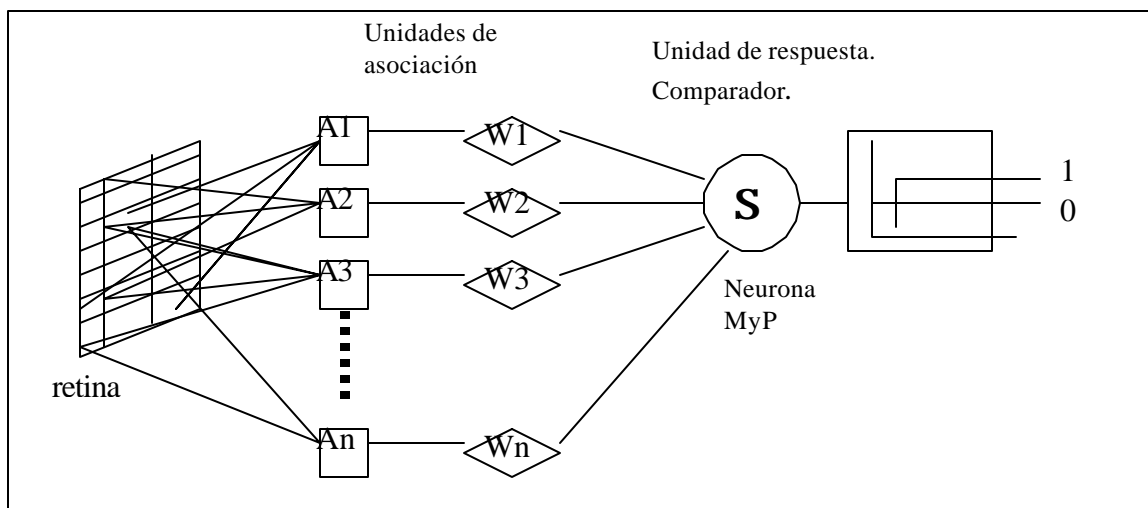 Unidades de
asociación
Unidad de respuesta.
Comparador.
A1
W1
A2
W2
S
1
0
A3
W3
Neurona
MyP
retina
An
Wn